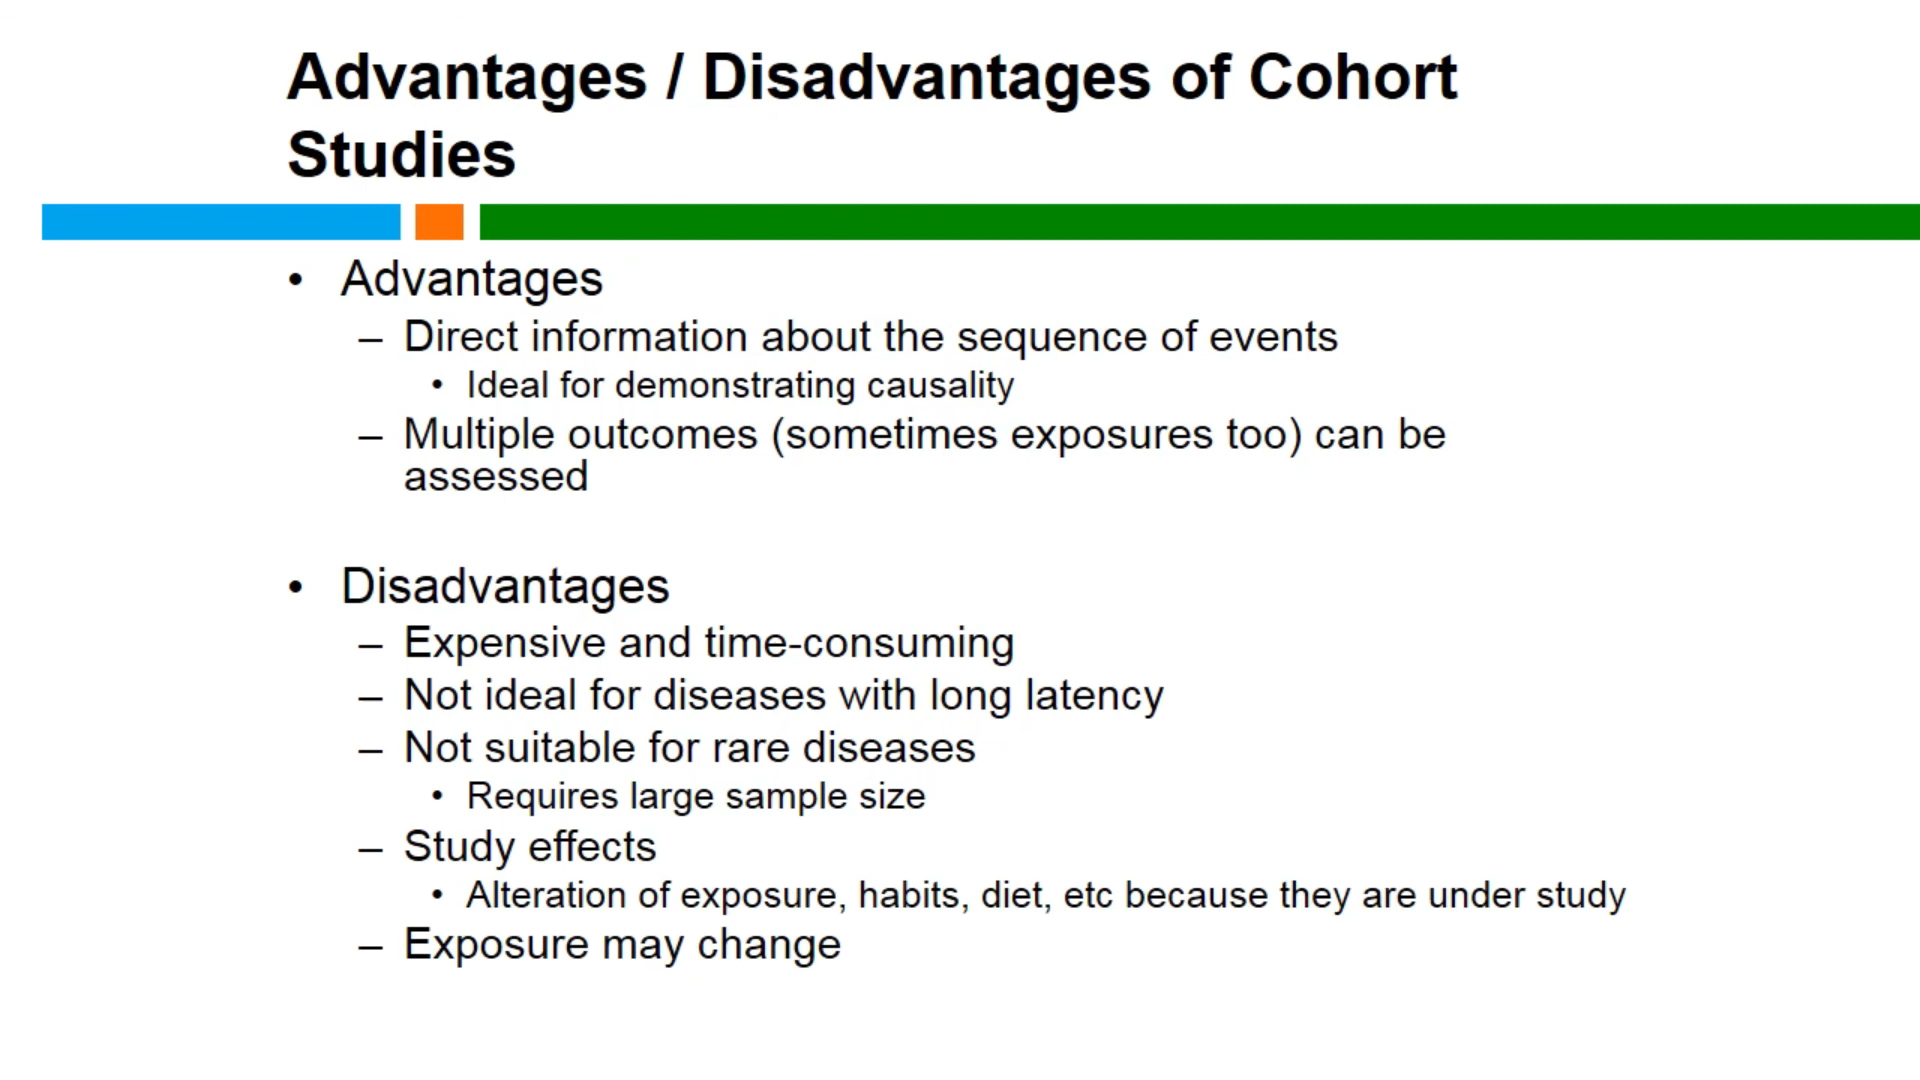 Advantages / Disadvantages of Cohort
Studies
• Advantages
– Direct information about the sequence of events
• Ideal for demonstrating causality
– Multiple outcomes (sometimes exposures too) can be
assessed
• Disadvantages
– Expensive and time-consuming
– Not ideal for diseases with long latency
– Not suitable for rare diseases
• Requires large sample size
– Study effects
• Alteration of exposure, habits, diet, etc because they are under study
– Exposure may change